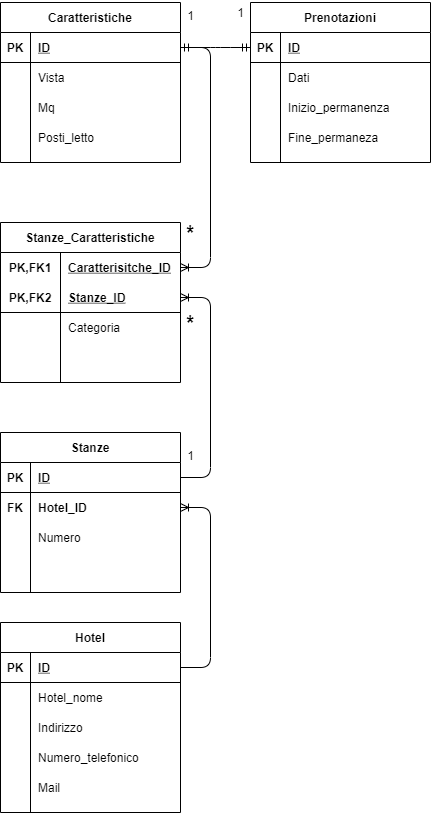 Caratteristiche
1
1
Prenotazioni
PK ID
PK ID
Vista
Dati
Mq
Inizio_permanenza
Posti_letto
Fine_permaneza
Stanze_Caratteristiche
*
PK,FK1 Caratterisitche_ID
PK,FK2 Stanze_ID
Categoria
*
Stanze
1
PK ID
FK Hotel_ID
Numero
Hotel
PK ID
Hotel_nome
Indirizzo
Numero_telefonico
Mail